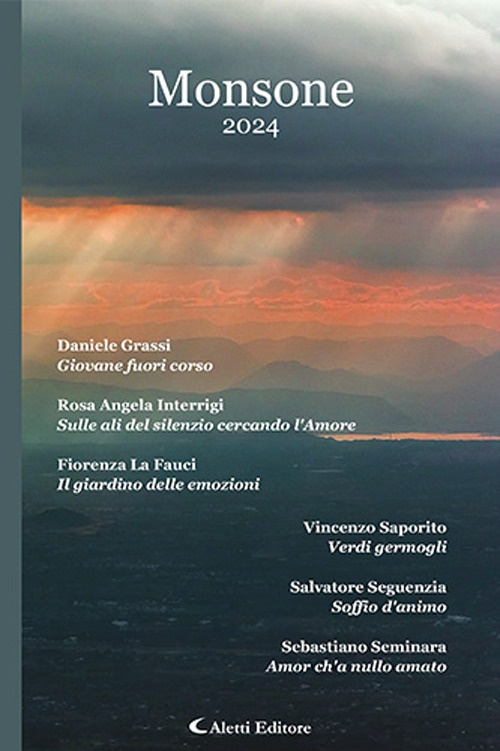 Monsone
2024
Daniele Grassi
Giovane fuori corso
Rosa Angela Interrigi
Sulle ali del silenzio cercando l'Amore
Fiorenza La Fauci
Il giardino delle emozioni
Vincenzo Saporito
Verdi germogli
Salvatore Seguenzia
Soffio d'animo
Sebastiano Seminara
Amor ch'a nullo amato
Aletti Editore